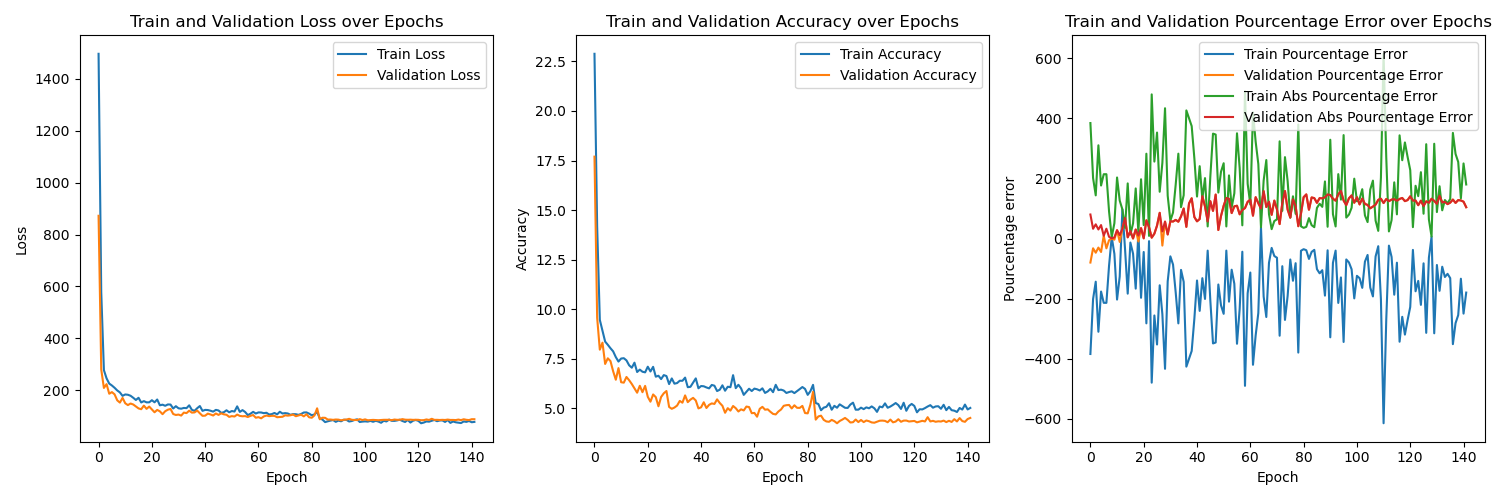 Train and Validation Loss over Epochs
Train Loss
Validation Loss
1400
1200
1000
800
600
400
200
Loss
0 20 40 60 80 100 120 140
Epoch
Train and Validation Accuracy over Epochs
Train Accuracy
Validation Accuracy
22.5
20.0
17.5
15.0
12.5
10.0
7.5
5.0
Accuracy
0 20 40 60 80 100 120 140
Epoch
Train and Validation Pourcentage Error over Epochs
Train Pourcentage Error
Validation Pourcentage Error
Train Abs Pourcentage Error
Validation Abs Pourcentage Error
600
400
200
0
−200
−400
−600
Pourcentage error
0 20 40 60 80 100 120 140
Epoch